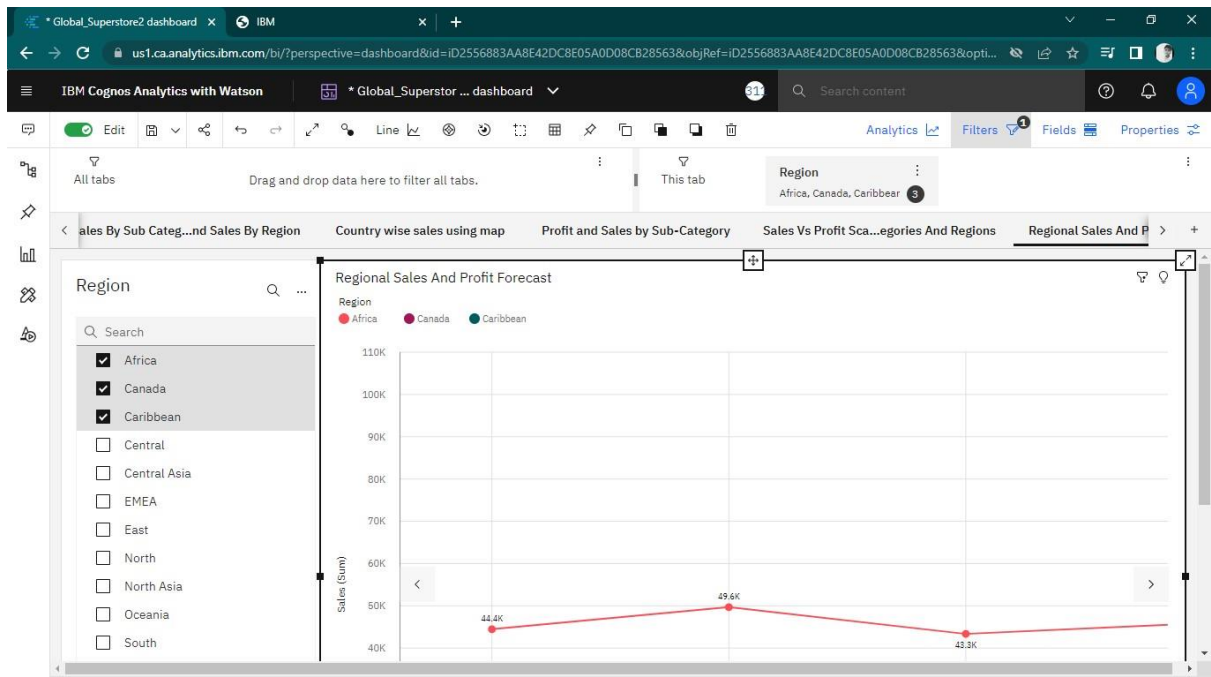 * Global_Superstore2 dashboard
IBM
us1.ca.analytics.ibm.com/bi/?perspective=dashboard&id=iD2556883AA8E42DC8E05A0D08CB28563&objRef=iD2556883AA8E42DC8E05A0D08CB28563&opti...
IBM Cognos Analytics with Watson
* Global_Superstor ... dashboard
311
Search content
Edit
Line
Analytics
Filters
1
Fields
Properties
All tabs
Drag and drop data here to filter all tabs.
This tab
Region
Africa, Canada, Caribbear
3
ales By Sub Categ...nd Sales By Region
Country wise sales using map
Profit and Sales by Sub-Category
Sales Vs Profit Sca...egories And Regions
Regional Sales And P
Region
Search
Africa
Canada
Caribbean
Central
Central Asia
EMEA
East
North
North Asia
Oceania
South
Regional Sales And Profit Forecast
Region
Africa
Canada
Caribbean
110K
100K
90K
80K
70K
60K
50K
40K
Sales (Sum)
44.4K
49.6K
43.3K